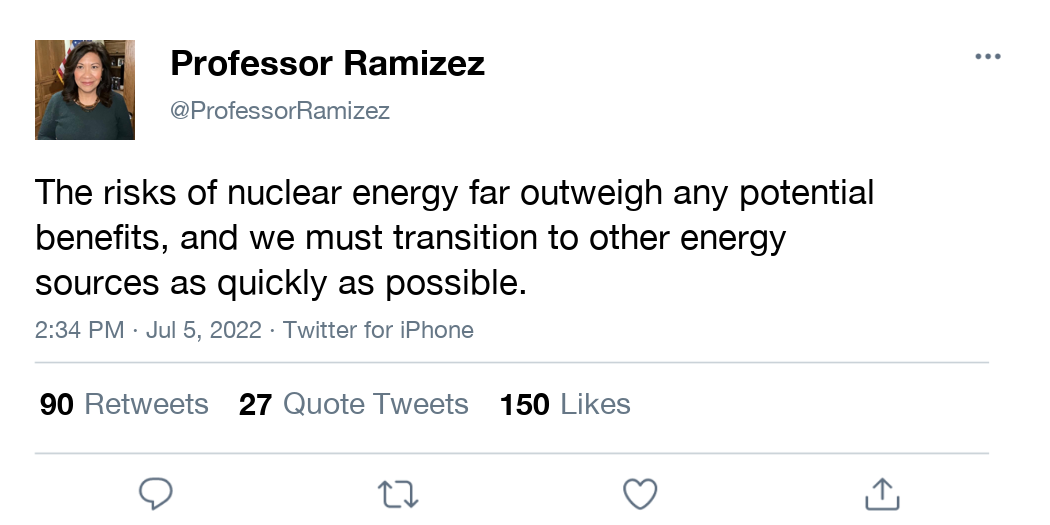 Professor Ramizez
@ProfessorRamizez
The risks of nuclear energy far outweigh any potential
benefits, and we must transition to other energy
sources as quickly as possible.
2:34 PM · Jul 5, 2022 · Twitter for iPhone
90 Retweets 27 Quote Tweets 150 Likes